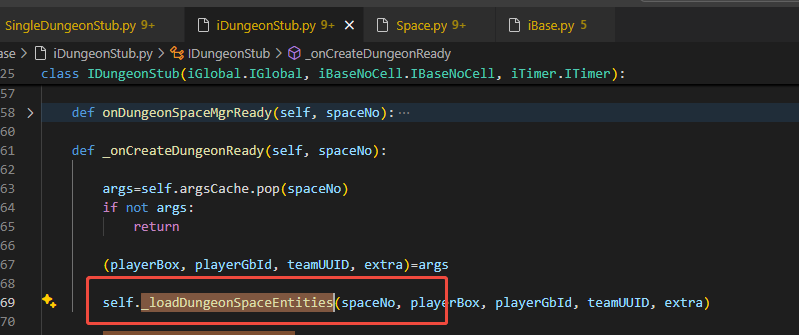 SingleDungeonStub.py 9+ iDungeonStub.py 9+ × Space.py 9+ iBase.py 5
ase > iDungeonStub.py > IDungeonStub > _onCreateDungeonReady
25 class IDungeonStub(iGlobal.IGlobal, iBaseNoCell.IBaseNoCell, iTimer.ITimer):
57
58 > def onDungeonSpaceMgrReady(self, spaceNo): ···
60
61 def _onCreateDungeonReady(self, spaceNo):
62
63 args=self.argsCache.pop(spaceNo)
64 if not args:
65 return
66
67 (playerBox, playerGbId, teamUUID, extra)=args
68
69 self._loadDungeonSpaceEntities(spaceNo, playerBox, playerGbId, teamUUID, extra)
70